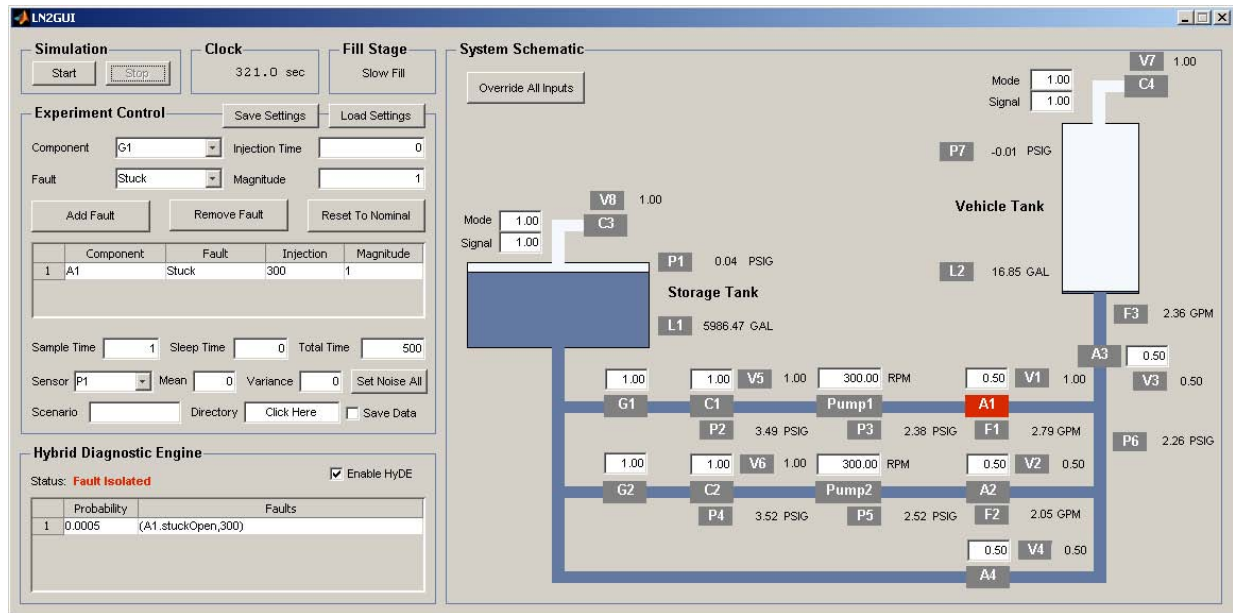 LN2GUI
Simulation
Start Stop
Clock
321.0 sec
Fill Stage
Slow Fill
Experiment Control
Save Settings Load Settings
Component G1 Injection Time 0
Fault Stuck Magnitude 1
Add Fault Remove Fault Reset To Nominal
Component Fault Injection Magnitude
1 A1 Stuck 300 1
Sample Time 1 Sleep Time 0 Total Time 500
Sensor P1 Mean 0 Variance 0 Set Noise All
Scenario Directory Click Here Save Data
Hybrid Diagnostic Engine
Status: Fault Isolated Enable HyDE
Probability Faults
1 0.0005 (A1.stuckOpen,300)
System Schematic
Override All Inputs
V7 1.00
Mode 1.00 C4
Signal 1.00
P7 -0.01 PSIG
Vehicle Tank
L2 16.85 GAL
V8 1.00
Mode 1.00 C3
Signal 1.00
P1 0.04 PSIG
Storage Tank
L1 5986.47 GAL
F3 2.36 GPM
A3 0.50
V3 0.50
1.00 1.00 V5 1.00 300.00 RPM 0.50 V1 1.00
G1 C1 Pump1 A1
P2 3.49 PSIG P3 2.38 PSIG F1 2.79 GPM
P6 2.26 PSIG
1.00 1.00 V6 1.00 300.00 RPM 0.50 V2 0.50
G2 C2 Pump2 A2
P4 3.52 PSIG P5 2.52 PSIG F2 2.05 GPM
0.50 V4 0.50
A4